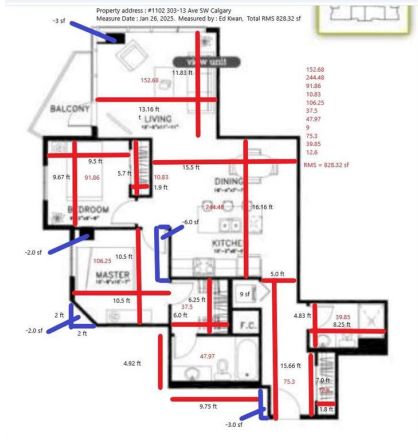 Property address : #1102 303-13 Ave SW Calgary
Measure Date : Jan 26, 2025. Measured by : Ed Kwan, Total RMS 828.32 sf
-3 sf
view unit
152.68
11.83 ft
152.68
244.48
91.86
10.83
106.25
37.5
47.97
9
75.3
39.85
12.6
RMS = 828.32 sf
13.16 ft
BALCONY
LIVING
9.5 ft
5.7 ft
15.5 ft
9.67 ft
91.86
10.83
1.9 ft
DINING
BEDROOM
244.48
16.16 ft
-6.0 sf
KITCHEN
-2.0 sf
106.25
10.5 ft
MASTER
5.0 ft
10.5 ft
6.25 ft
9 sf
37.5
6.0 ft
4.83 ft
39.85
8.25 ft
2 ft
-2.0 sf
2 ft
F.C.
4.92 ft
47.97
15.66 ft
75.3
7.0 ft
9.75 ft
1.8 ft
-3.0 sf